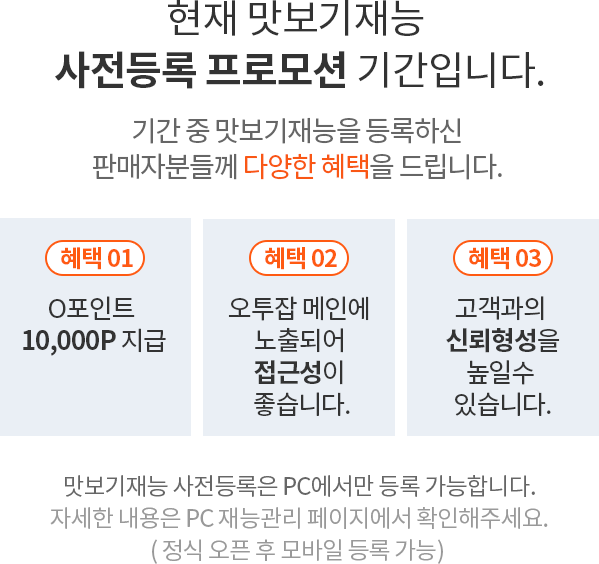 현재 맛보기재능
사전등록 프로모션 기간입니다.
기간 중 맛보기재능을 등록하신
판매자분들께 다양한 혜택을 드립니다.
혜택 01
O포인트
10,000P 지급
혜택 02
오투잡 메인에
노출되어
접근성이
좋습니다.
혜택 03
고객과의
신뢰형성을
높일수
있습니다.
맛보기재능 사전등록은 PC에서만 등록 가능합니다.
자세한 내용은 PC 재능관리 페이지에서 확인해주세요.
( 정식 오픈 후 모바일 등록 가능)